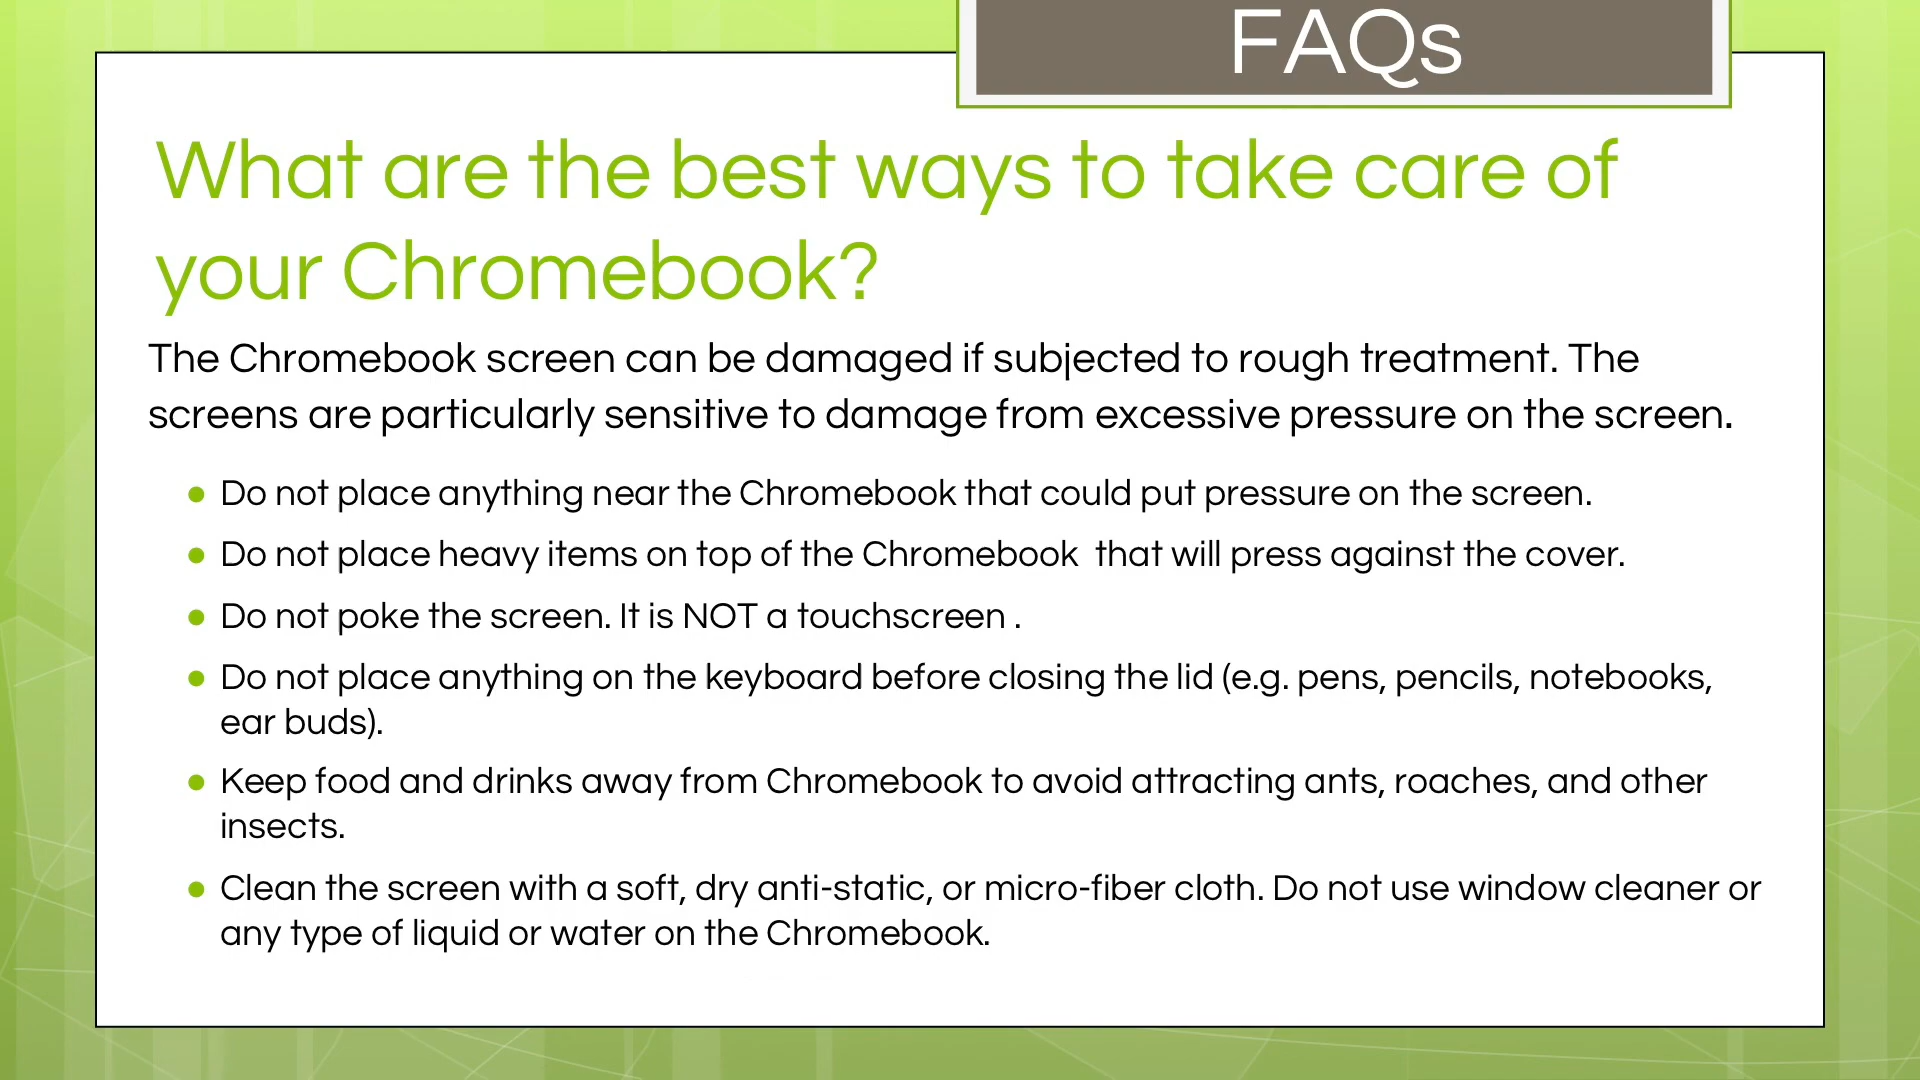 FAQs
What are the best ways to take care of
your Chromebook?
The Chromebook screen can be damaged if subjected to rough treatment. The
screens are particularly sensitive to damage from excessive pressure on the screen.
● Do not place anything near the Chromebook that could put pressure on the screen.
● Do not place heavy items on top of the Chromebook  that will press against the cover.
● Do not poke the screen. It is NOT a touchscreen .
● Do not place anything on the keyboard before closing the lid (e.g. pens, pencils, notebooks,
ear buds).
● Keep food and drinks away from Chromebook to avoid attracting ants, roaches, and other
insects.
● Clean the screen with a soft, dry anti-static, or micro-fiber cloth. Do not use window cleaner or
any type of liquid or water on the Chromebook.